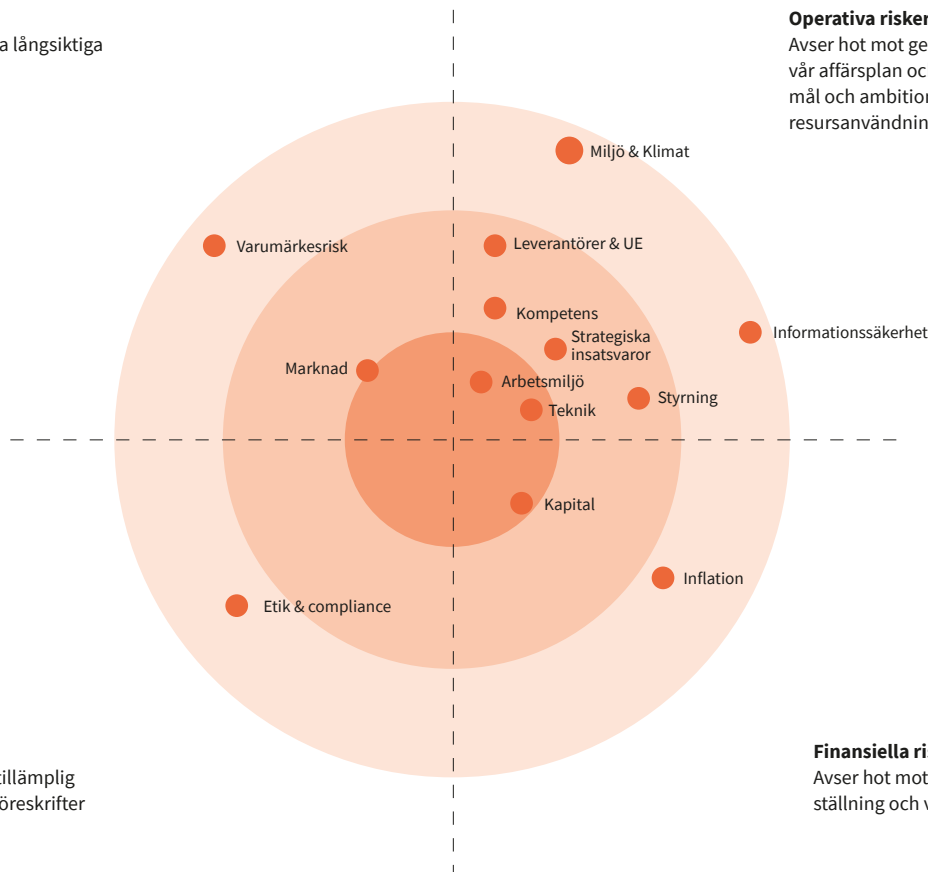 a långsiktiga
Operativa risker
Avser hot mot ge
vår affärsplan oc
mål och ambition
resursanvändnin
Miljö & Klimat
Varumärkesrisk
Leverantörer & UE
Kompetens
Informationssäkerhet
Strategiska
insatsvaror
Marknad
Arbetsmiljö
Styrning
Teknik
Kapital
Inflation
Etik & compliance
tillämplig
öreskrifter
Finansiella ris
Avser hot mot
ställning och v